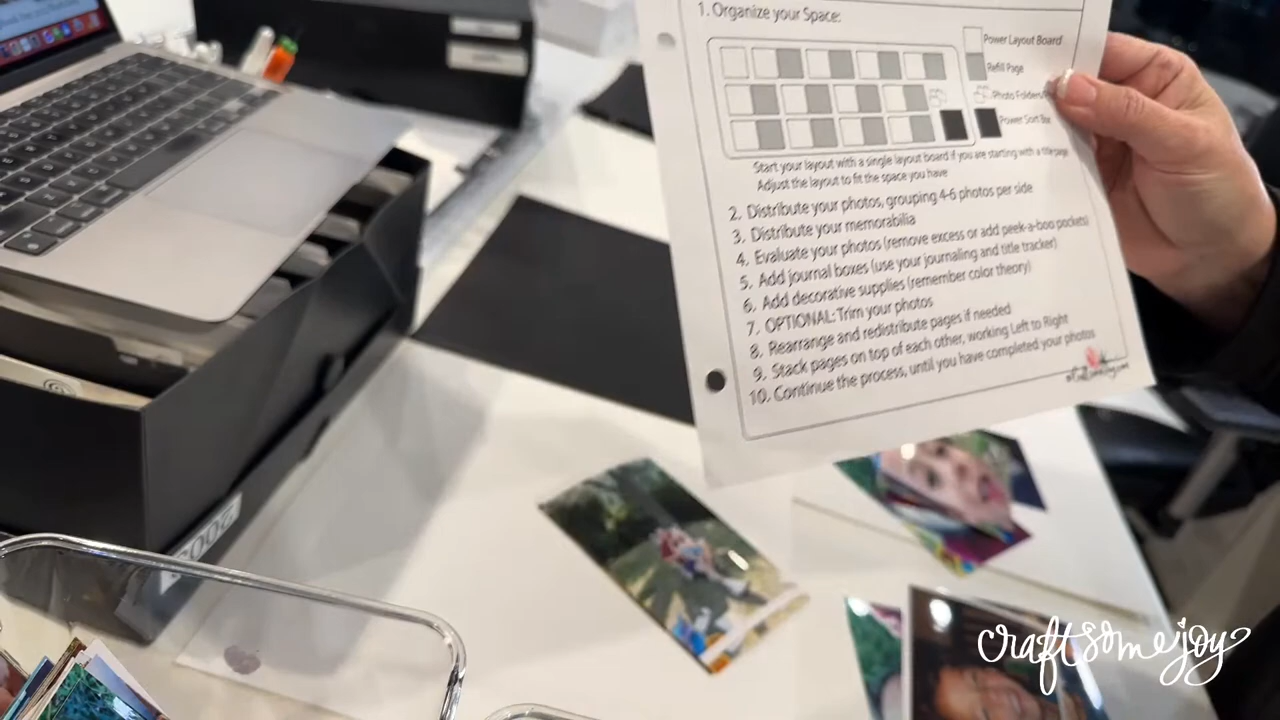 1. Organize your Space:
Power Layout Board
Refill Page
Photo Folders/
Power Sort Box
Start your layout with a single layout board if you are starting with a title page
Adjust the layout to fit the space you have
2. Distribute your photos, grouping 4-6 photos per side
3. Distribute your memorabilia
4. Evaluate your photos (remove excess or add peek-a-boo pockets)
5. Add journal boxes (use your journaling and title tracker)
6. Add decorative supplies (remember color theory)
7. OPTIONAL: Trim your photos
8. Rearrange and redistribute pages if needed
9. Stack pages on top of each other, working Left to Right
10. Continue the process, until you have completed your photos
craftsomejoy